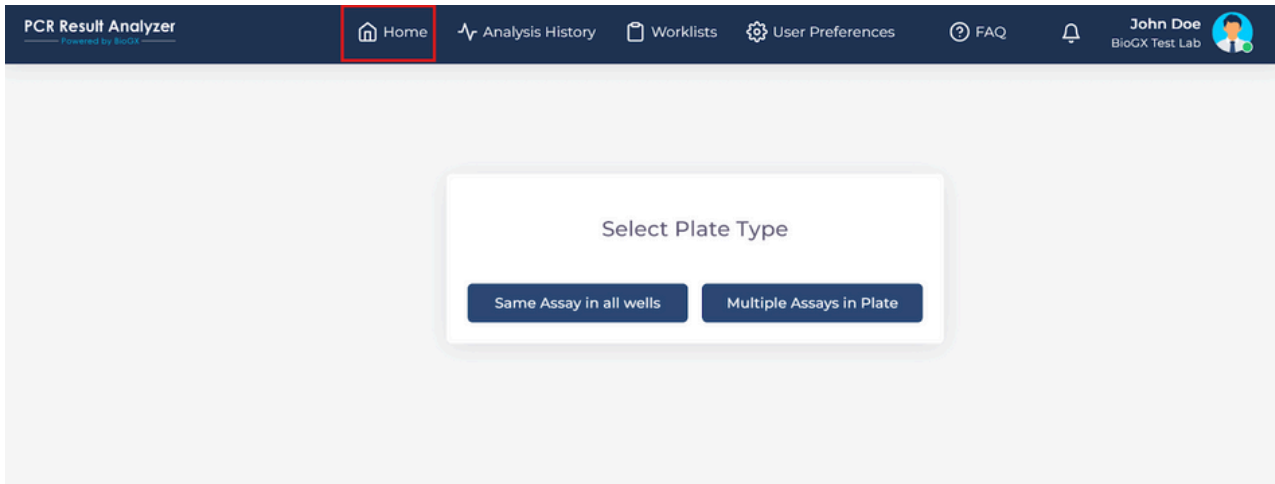 PCR Result Analyzer
Powered by BioGX
Home
Analysis History
Worklists
User Preferences
FAQ
John Doe
BioGX Test Lab
Select Plate Type
Same Assay in all wells
Multiple Assays in Plate